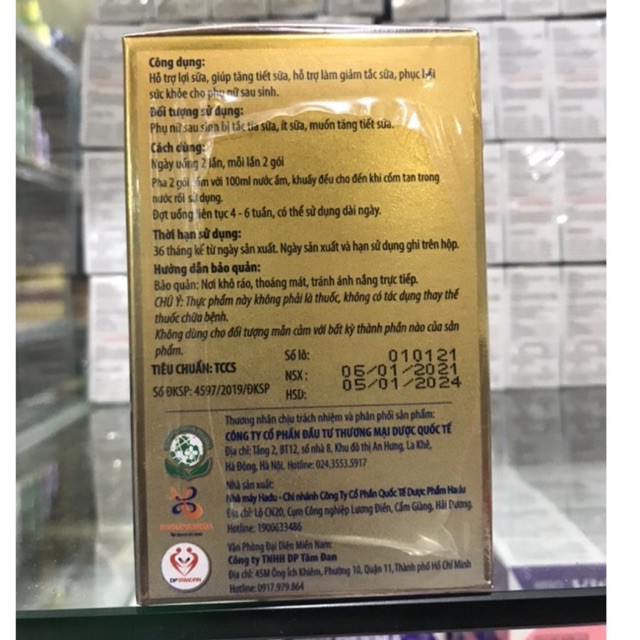 Công dụng:
Hỗ trợ lợi sữa, giúp tăng tiết sữa, hỗ trợ làm giảm tắc sữa, phục hồi
sức khỏe cho phụ nữ sau sinh.
Đối tượng sử dụng:
Phụ nữ sau sinh bị tắc tia sữa, ít sữa, muốn tăng tiết sữa.
Cách dùng:
Ngày uống 2 lần, mỗi lần 2 gói
Pha 2 gói cốm với 100ml nước ấm, khuấy đều cho đến khi cốm tan trong
nước rồi sử dụng.
Đợt uống liên tục 4 - 6 tuần, có thể sử dụng dài ngày.
Thời hạn sử dụng:
36 tháng kể từ ngày sản xuất. Ngày sản xuất và hạn sử dụng ghi trên hộp.
Hướng dẫn bảo quản:
Bảo quản: Nơi khô ráo, thoáng mát, tránh ánh nắng trực tiếp.
CHÚ Ý: Thực phẩm này không phải là thuốc, không có tác dụng thay thế
thuốc chữa bệnh.
Không dùng cho đối tượng mẫn cảm với bất kỳ thành phần nào của sản
phẩm.
TIÊU CHUẨN: TCCS
Số ĐKSP: 4597/2019/ĐKSP
Số lô: 010121
NSX: 06/01/2021
HSD: 05/01/2024
Thương nhân chịu trách nhiệm và phân phối sản phẩm:
CÔNG TY CỔ PHẦN ĐẦU TƯ THƯƠNG MẠI DƯỢC QUỐC TẾ
Địa chỉ: Tầng 2, BT12, số nhà 8, Khu đô thị An Hưng, La Khê,
Hà Đông, Hà Nội. Hotline: 024.3553.5917
Nhà sản xuất:
Nhà máy Hadu - Chi nhánh Công Ty Cổ Phần Quốc Tế Dược Phẩm Hadu
Địa chỉ: Lô CN20, Cụm Công nghiệp Lương Điền, Cẩm Giàng, Hải Dương.
Hotline: 1900633486
Văn Phòng Đại Diện Miền Nam:
Công ty TNHH DP Tâm Đan
Địa chỉ: 45M Ông Ích Khiêm, Phường 10, Quận 11, Thành phố Hồ Chí Minh
Hotline: 0917.979.864
DPTAMDAN